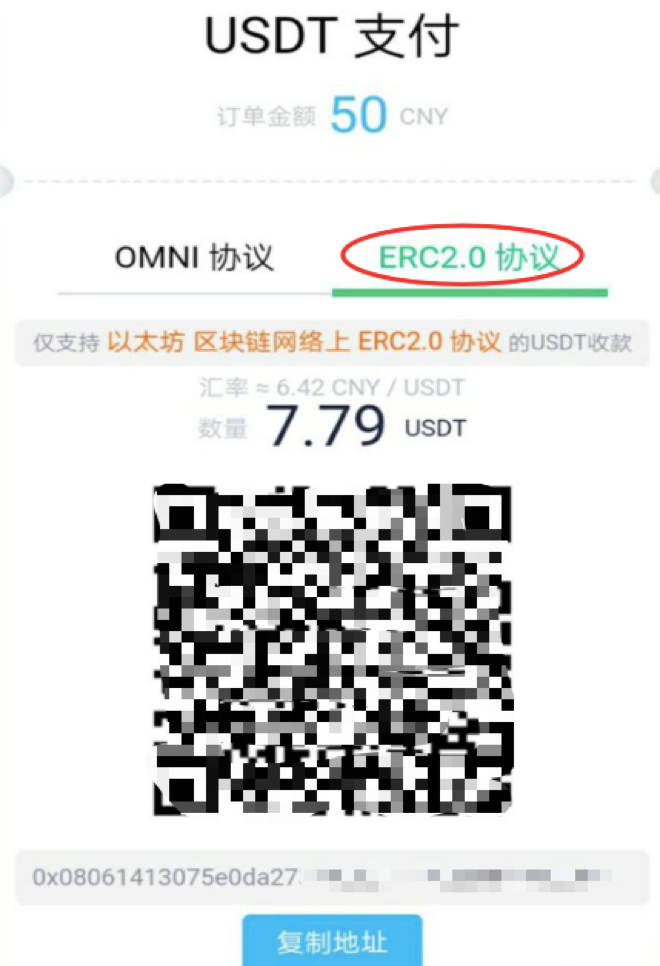 USDT 支付
订单金额 50 CNY
OMNI 协议 ERC2.0 协议
仅支持 以太坊 区块链网络上 ERC2.0 协议 的USDT收款
汇率 ≈ 6.42 CNY / USDT
数量 7.79 USDT
0x08061413075e0da27
复制地址